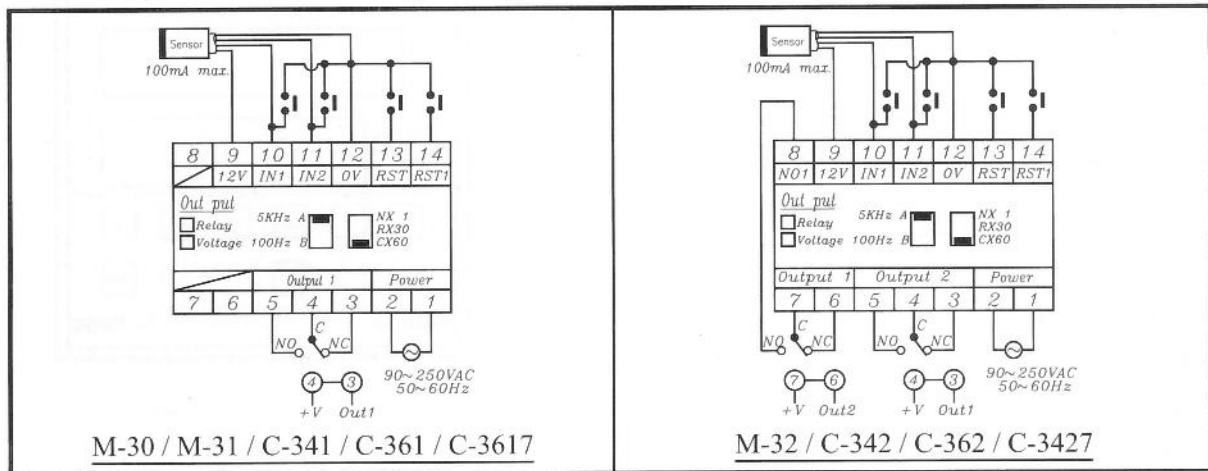 Sensor
100mA max.
8 9 10 11 12 13 14
12V IN1 IN2 0V RST RST1
Out put
Relay
Voltage
5KHz A
100Hz B
NX 1
RX30
CX60
Output 1 Power
7 6 5 4 3 2 1
NO C NC
4 3
+V Out1
90~250VAC
50~60Hz
M-30 / M-31 / C-341 / C-361 / C-3617
Sensor
100mA max.
8 9 10 11 12 13 14
NO1 12V IN1 IN2 0V RST RST1
Out put
Relay
Voltage
5KHz A
100Hz B
NX 1
RX30
CX60
Output 1 Output 2 Power
7 6 5 4 3 2 1
NO C NC
NO C NC
7 6
4 3
+V Out2
+V Out1
90~250VAC
50~60Hz
M-32 / C-342 / C-362 / C-3427